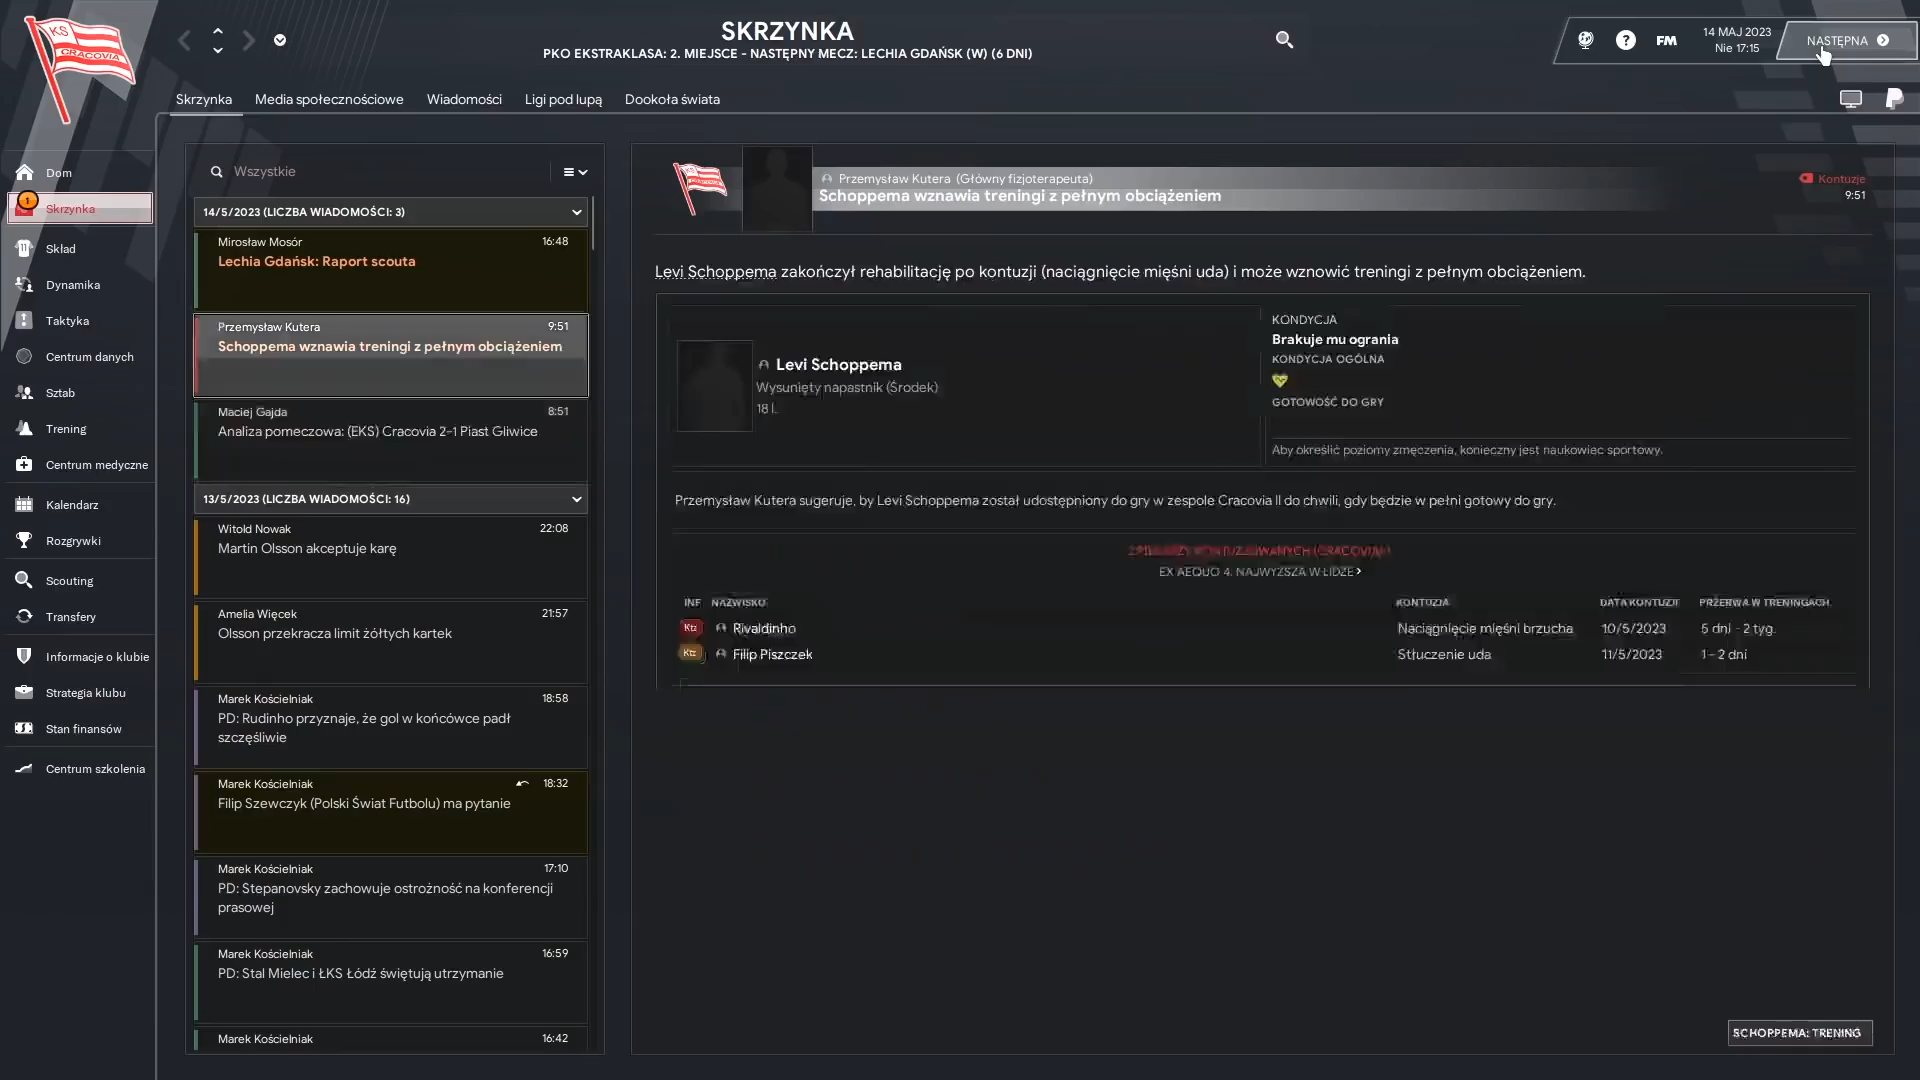 KS
CRACOVIA
SKRZYNKA
PKO EKSTRAKLASA: 2. MIEJSCE - NASTĘPNY MECZ: LECHIA GDAŃSK (W) (6 DNI)
FM
14 MAJ 2023
Nie 17:15
NASTĘPNA
Skrzynka
Media społecznościowe
Wiadomości
Ligi pod lupą
Dookoła świata
Dom
1
Skrzynka
Skład
Dynamika
Taktyka
Centrum danych
Sztab
Trening
Centrum medyczne
Kalendarz
Rozgrywki
Scouting
Transfery
Informacje o klubie
Strategia klubu
Stan finansów
Centrum szkolenia
Wszystkie
14/5/2023 (LICZBA WIADOMOŚCI: 3)
Mirosław Mosór 16:48
Lechia Gdańsk: Raport scouta
Przemysław Kutera 9:51
Schoppema wznawia treningi z pełnym obciążeniem
Maciej Gajda 8:51
Analiza pomeczowa: (EKS) Cracovia 2-1 Piast Gliwice
13/5/2023 (LICZBA WIADOMOŚCI: 16)
Witold Nowak 22:08
Martin Olsson akceptuje karę
Amelia Więcek 21:57
Olsson przekracza limit żółtych kartek
Marek Kościelniak 18:58
PD: Rudinho przyznaje, że gol w końcówce padł
szczęśliwie
Marek Kościelniak 18:32
Filip Szewczyk (Polski Świat Futbolu) ma pytanie
Marek Kościelniak 17:10
PD: Stepanovsky zachowuje ostrożność na konferencji
prasowej
Marek Kościelniak 16:59
PD: Stal Mielec i ŁKS Łódź świętują utrzymanie
Marek Kościelniak 16:42
Przemysław Kutera (Główny fizjoterapeuta)
Schoppema wznawia treningi z pełnym obciążeniem
Kontuzje
9:51
Levi Schoppema zakończył rehabilitację po kontuzji (naciągnięcie mięśni uda) i może wznowić treningi z pełnym obciążeniem.
Levi Schoppema
Wysunięty napastnik (Środek)
18 l.
KONDYCJA
Brakuje mu ogrania
KONDYCJA OGÓLNA
GOTOWOŚĆ DO GRY
Aby określić poziomy zmęczenia, konieczny jest naukowiec sportowy.
Przemysław Kutera sugeruje, by Levi Schoppema został udostępniony do gry w zespole Cracovia II do chwili, gdy będzie w pełni gotowy do gry.
EX AEQUO 4. NAJWYŻSZA W LIDZE
INF NAZWISKO KONTUZJA DATA KONTUZJI PRZERWA W TRENINGACH
Ktz Rivaldinho Naciągnięcie mięśni brzucha 10/5/2023 5 dni - 2 tyg.
Ktz Filip Piszczek Stłuczenie uda 11/5/2023 1 - 2 dni
SCHOPPEMA: TRENING